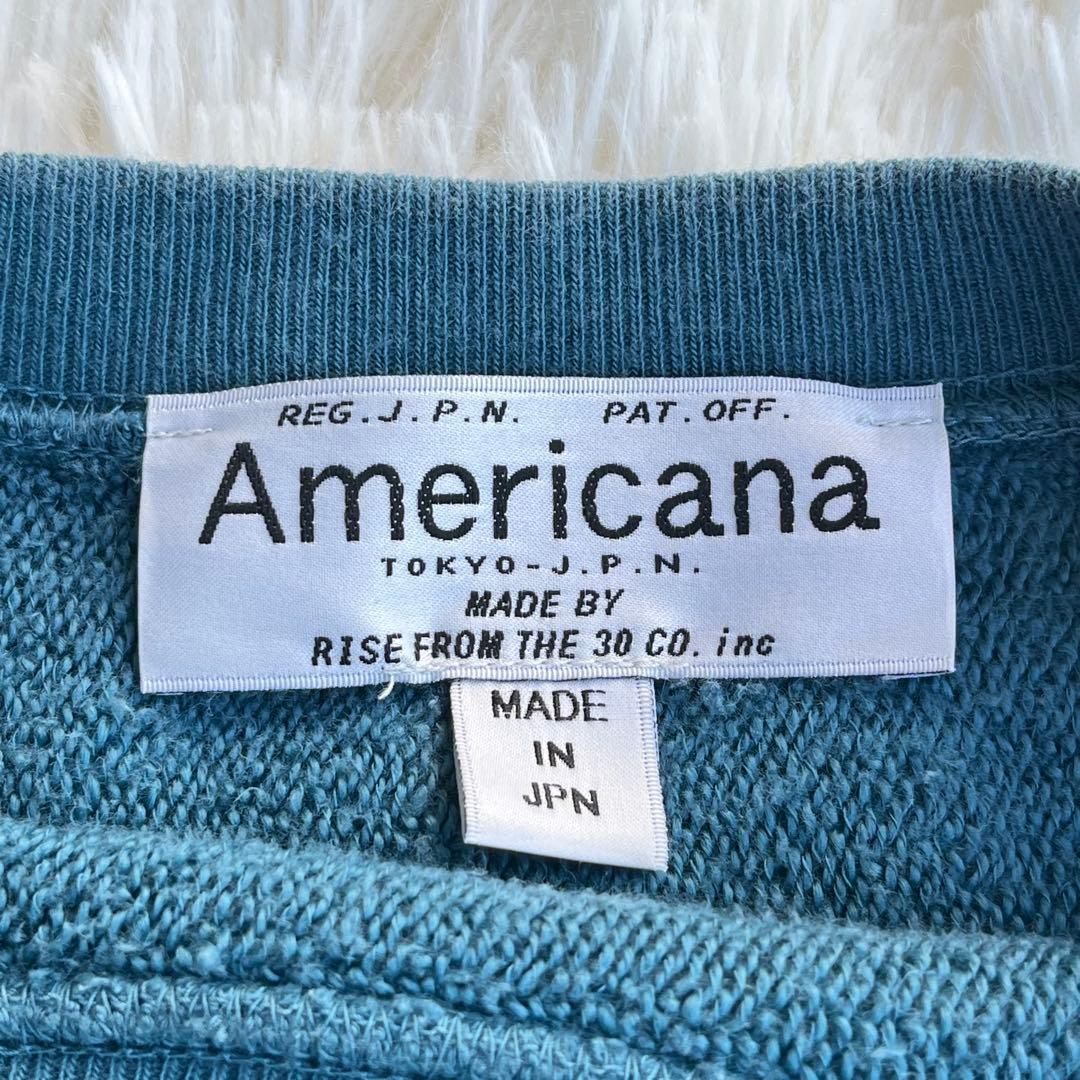 REG.J.P.N. PAT.OFF.
Americana
TOKYO-J.P.N.
MADE BY
RISE FROM THE 30 CO. inc
MADE
IN
JPN